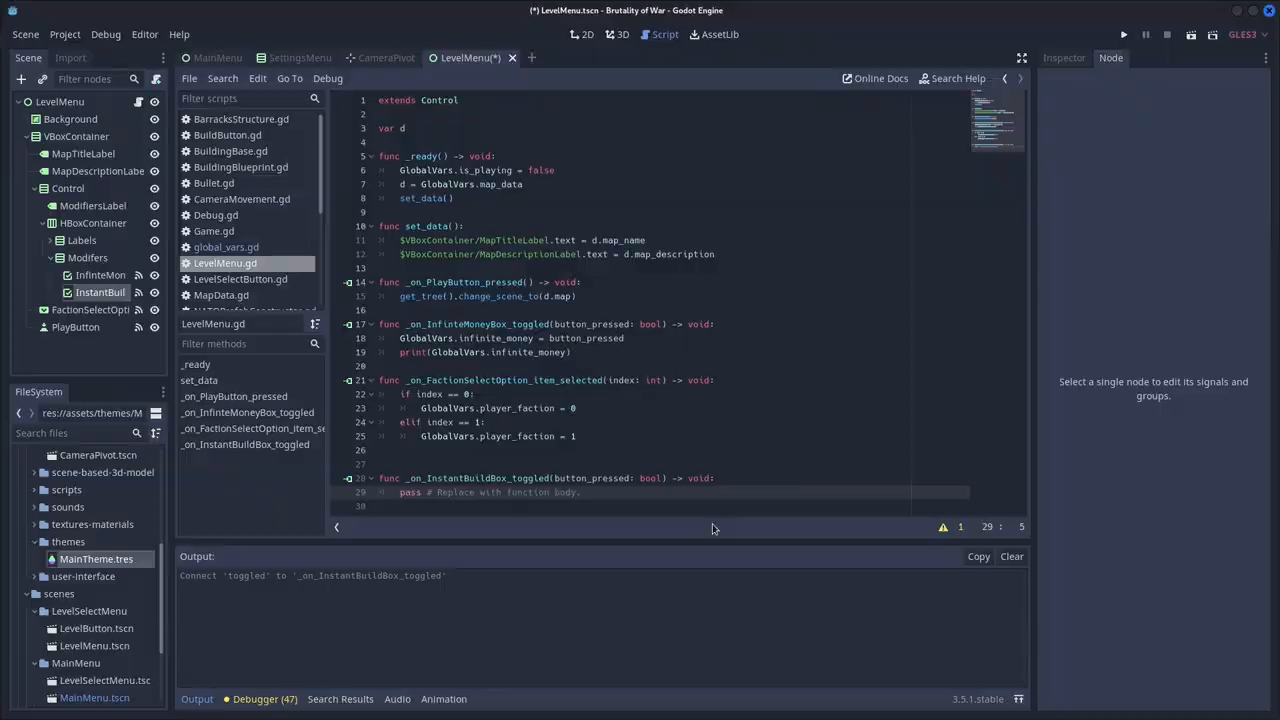 (*) LevelMenu.tscn - Brutality of War - Godot Engine
Scene Project Debug Editor Help
2D 3D Script AssetLib
GLES3
Scene Import
MainMenu SettingsMenu CameraPivot LevelMenu(*)
Inspector Node
Filter nodes
File Search Edit Go To Debug
Online Docs Search Help
LevelMenu
Background
VBoxContainer
MapTitleLabel
MapDescriptionLabe
Control
ModifiersLabel
HBoxContainer
Labels
Modifers
InfinteMon
InstantBuil
FactionSelectOpti
PlayButton
FileSystem
res://assets/themes/M
Search files
CameraPivot.tscn
scene-based-3d-model
scripts
sounds
textures-materials
themes
MainTheme.tres
user-interface
scenes
LevelSelectMenu
LevelButton.tscn
LevelMenu.tscn
MainMenu
LevelSelectMenu.tsc
MainMenu.tscn
Filter scripts
BarracksStructure.gd
BuildButton.gd
BuildingBase.gd
BuildingBlueprint.gd
Bullet.gd
CameraMovement.gd
Debug.gd
Game.gd
global_vars.gd
LevelMenu.gd
LevelSelectButton.gd
MapData.gd
LevelMenu.gd
Filter methods
_ready
set_data
_on_PlayButton_pressed
_on_InfinteMoneyBox_toggled
_on_FactionSelectOption_item_se
_on_InstantBuildBox_toggled
1 extends Control
2
3 var d
4
5 func _ready() -> void:
6 GlobalVars.is_playing = false
7 d = GlobalVars.map_data
8 set_data()
9
10 func set_data():
11 $VBoxContainer/MapTitleLabel.text = d.map_name
12 $VBoxContainer/MapDescriptionLabel.text = d.map_description
13
14 func _on_PlayButton_pressed() -> void:
15 get_tree().change_scene_to(d.map)
16
17 func _on_InfinteMoneyBox_toggled(button_pressed: bool) -> void:
18 GlobalVars.infinite_money = button_pressed
19 print(GlobalVars.infinite_money)
20
21 func _on_FactionSelectOption_item_selected(index: int) -> void:
22 if index == 0:
23 GlobalVars.player_faction = 0
24 elif index == 1:
25 GlobalVars.player_faction = 1
26
27
28 func _on_InstantBuildBox_toggled(button_pressed: bool) -> void:
29 pass # Replace with function body.
30
1 29 : 5
Output:
Copy Clear
Connect 'toggled' to '_on_InstantBuildBox_toggled'
Output Debugger (47) Search Results Audio Animation
3.5.1.stable
Select a single node to edit its signals and
groups.